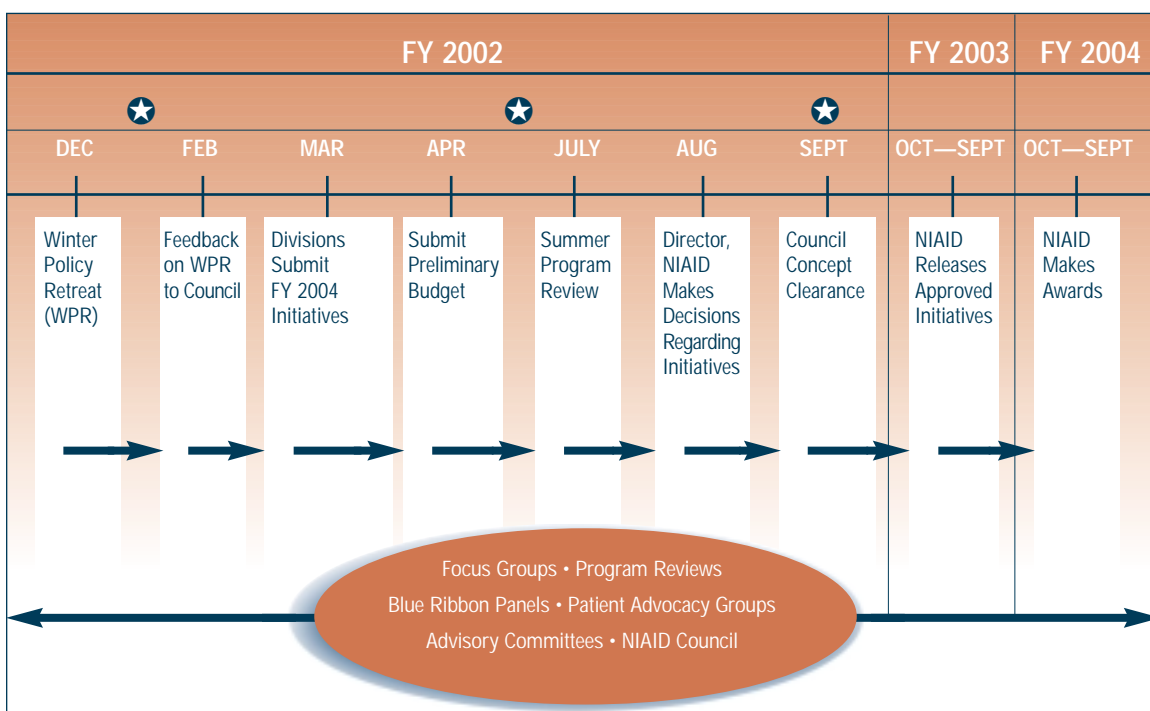 FY 2002 FY 2003 FY 2004
DEC FEB MAR APR JULY AUG SEPT OCT—SEPT OCT—SEPT
Winter
Policy
Retreat
(WPR)
Feedback
on WPR
to Council
Divisions
Submit
FY 2004
Initiatives
Submit
Preliminary
Budget
Summer
Program
Review
Director,
NIAID
Makes
Decisions
Regarding
Initiatives
Council
Concept
Clearance
NIAID
Releases
Approved
Initiatives
NIAID
Makes
Awards
Focus Groups • Program Reviews
Blue Ribbon Panels • Patient Advocacy Groups
Advisory Committees • NIAID Council